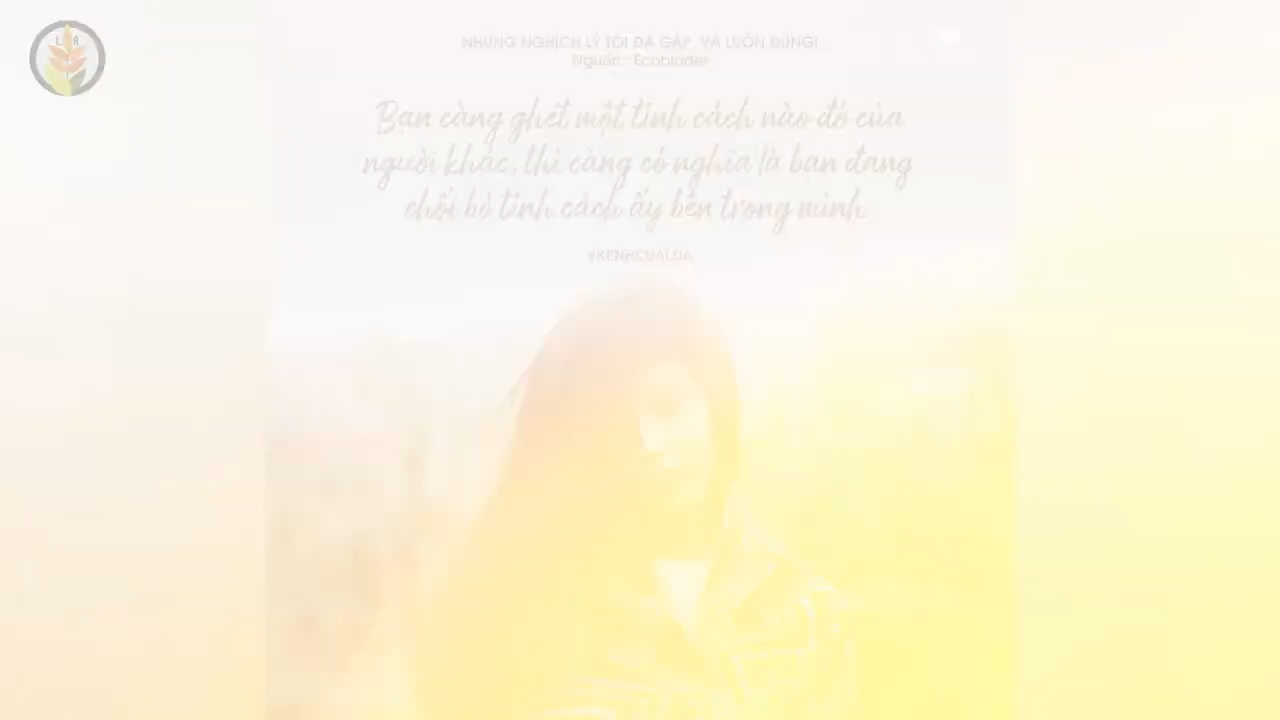 L R
NHỮNG NGHỊCH LÝ TÔI ĐÃ GẶP, VÀ LUÔN ĐÚNG!
Nguồn: Ecoblader
Bạn càng ghét một tính cách nào đó của
người khác, thì càng có nghĩa là bạn đang
chối bỏ tính cách ấy bên trong mình
#KENHCUALUA